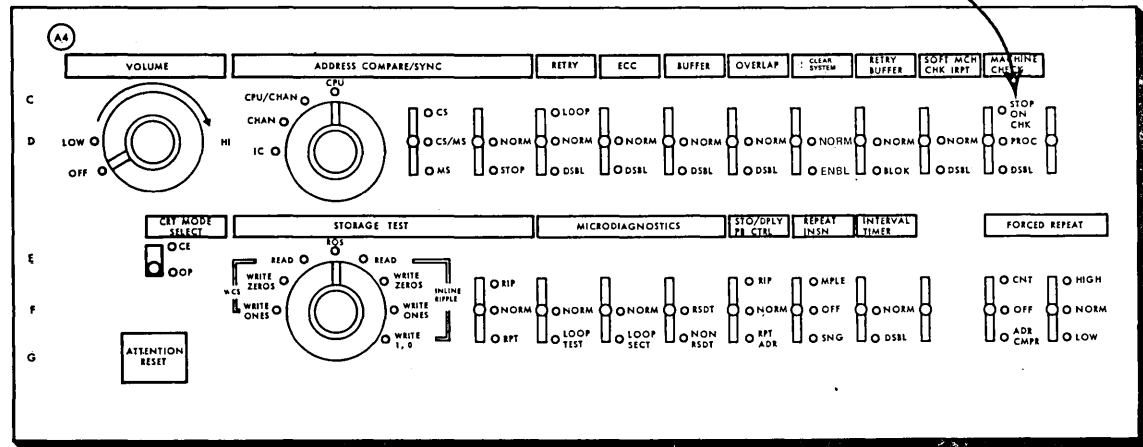 A4
VOLUME
ADDRESS COMPARE/SYNC
RETRY
ECC
BUFFER
OVERLAP
: CLEAR
SYSTEM
RETRY
BUFFER
SOFT MCH
CHK IRPT
MACHINE
CHECK
C
D
LOW
OFF
HI
CPU
CPU/CHAN
CHAN
IC
CS
CS/MS
MS
NORM
STOP
LOOP
NORM
DSBL
NORM
DSBL
NORM
DSBL
NORM
DSBL
NORM
ENBL
NORM
BLOK
NORM
DSBL
STOP
ON
CHK
PROC
DSBL
CRT MODE
SELECT
STORAGE TEST
MICRODIAGNOSTICS
STO/DPLY
PB CTRL
REPEAT
INSN
INTERVAL
TIMER
FORCED REPEAT
E
F
G
CE
OP
ATTENTION
RESET
ROS
READ
READ
WCS
WRITE
ZEROS
WRITE
ONES
WRITE
ZEROS
WRITE
ONES
WRITE
1, 0
INLINE
RIPPLE
RIP
NORM
RPT
NORM
LOOP
TEST
NORM
LOOP
SECT
RSDT
NON
RSDT
RIP
NORM
RPT
ADR
MPLE
OFF
SNG
NORM
DSBL
CNT
OFF
ADR
CMPR
HIGH
NORM
LOW